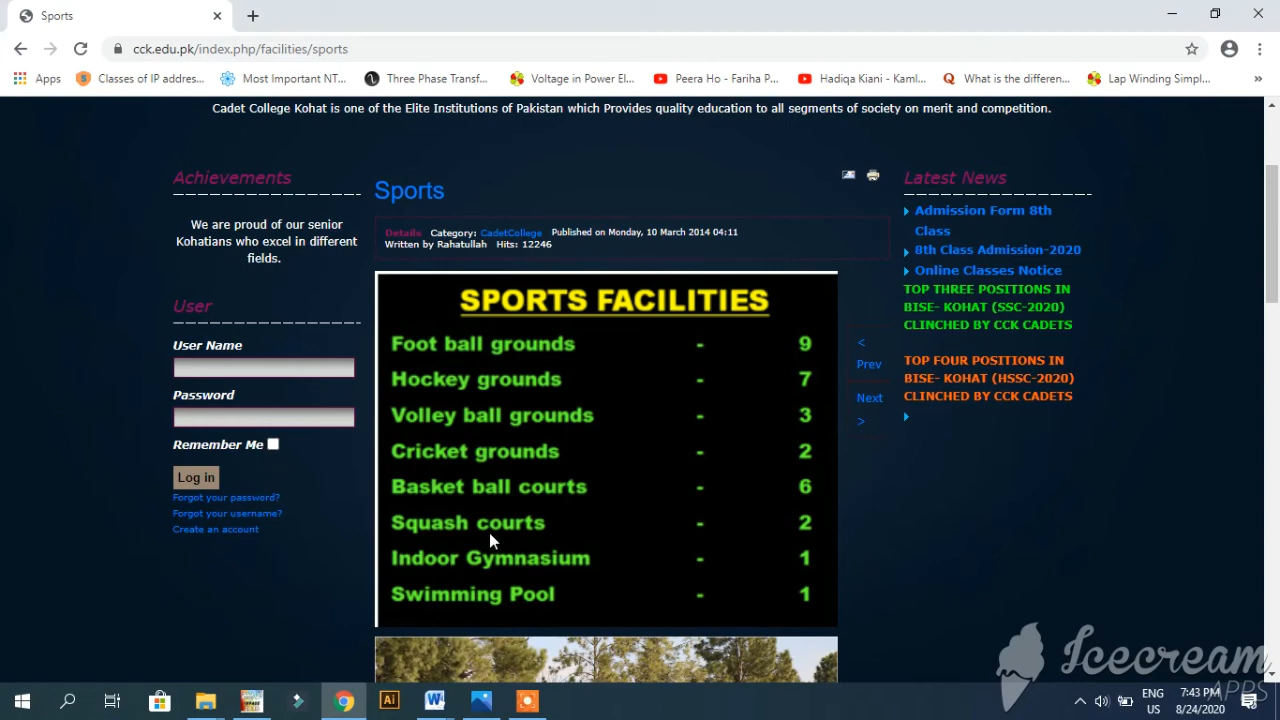 Sports
cck.edu.pk/index.php/facilities/sports
Apps
Classes of IP addres...
Most Important NT...
Three Phase Transf...
Voltage in Power El...
Peera Ho - Fariha P...
Hadiqa Kiani - Kaml...
What is the differen...
Lap Winding Simpl...
»
Cadet College Kohat is one of the Elite Institutions of Pakistan which Provides quality education to all segments of society on merit and competition.
Achievements
We are proud of our senior
Kohatians who excel in different
fields.
User
User Name
Password
Remember Me
Log in
Forgot your password?
Forgot your username?
Create an account
Sports
Details Category: CadetCollege Published on Monday, 10 March 2014 04:11
Written by Rahatullah Hits: 12246
SPORTS FACILITIES
Foot ball grounds - 9
Hockey grounds - 7
Volley ball grounds - 3
Cricket grounds - 2
Basket ball courts - 6
Squash courts - 2
Indoor Gymnasium - 1
Swimming Pool - 1
<
Prev
Next
>
Latest News
Admission Form 8th
Class
8th Class Admission-2020
Online Classes Notice
TOP THREE POSITIONS IN
BISE- KOHAT (SSC-2020)
CLINCHED BY CCK CADETS
TOP FOUR POSITIONS IN
BISE- KOHAT (HSSC-2020)
CLINCHED BY CCK CADETS
Icecream
APPS
Ai
W
ENG
US
7:43 PM
8/24/2020